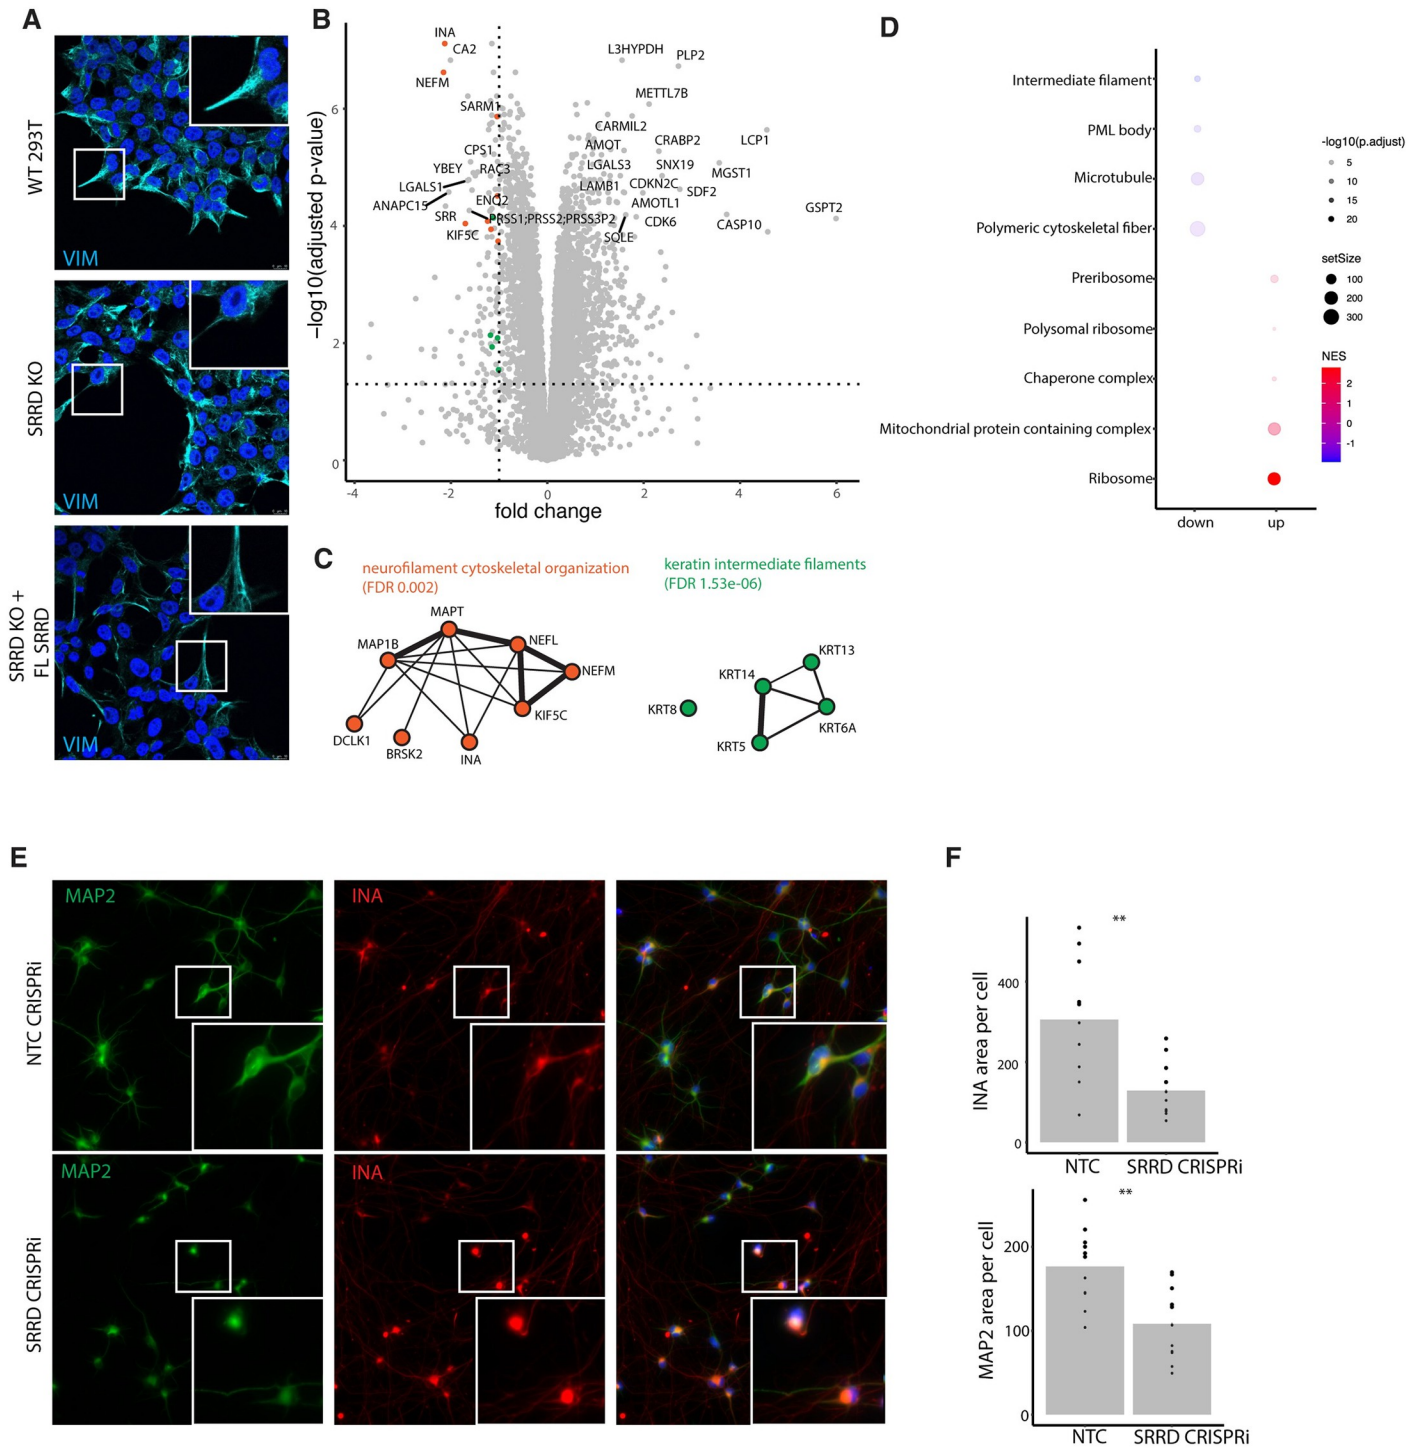 A
WT 293T
VIM
SRRD KO
VIM
SRRD KO +
FL SRRD
VIM
B
−log10(adjusted p-value)
6
4
2
0
-4
-2
0
2
4
6
fold change
INA
CA2
NEFM
SARM1
CPS1
YBEY
RAC3
LGALS1
ANAPC15
ENO2
SRR
PRSS1;PRSS2;PRSS3P2
KIF5C
L3HYPDH
PLP2
METTL7B
CARMIL2
CRABP2
LCP1
AMOT
LGALS3
SNX19
MGST1
LAMB1
CDKN2C
SDF2
AMOTL1
GSPT2
CDK6
CASP10
SQLE
C
neurofilament cytoskeletal organization
(FDR 0.002)
MAPT
MAP1B
NEFL
NEFM
KIF5C
DCLK1
BRSK2
INA
keratin intermediate filaments
(FDR 1.53e-06)
KRT13
KRT14
KRT8
KRT6A
KRT5
D
Intermediate filament
PML body
Microtubule
Polymeric cytoskeletal fiber
Preribosome
Polysomal ribosome
Chaperone complex
Mitochondrial protein containing complex
Ribosome
down
up
-log10(p.adjust)
5
10
15
20
setSize
100
200
300
NES
2
1
0
-1
E
NTC CRISPRi
MAP2
INA
SRRD CRISPRi
MAP2
INA
F
**
INA area per cell
400
200
0
NTC
SRRD CRISPRi
**
MAP2 area per cell
200
100
0
NTC
SRRD CRISPRi